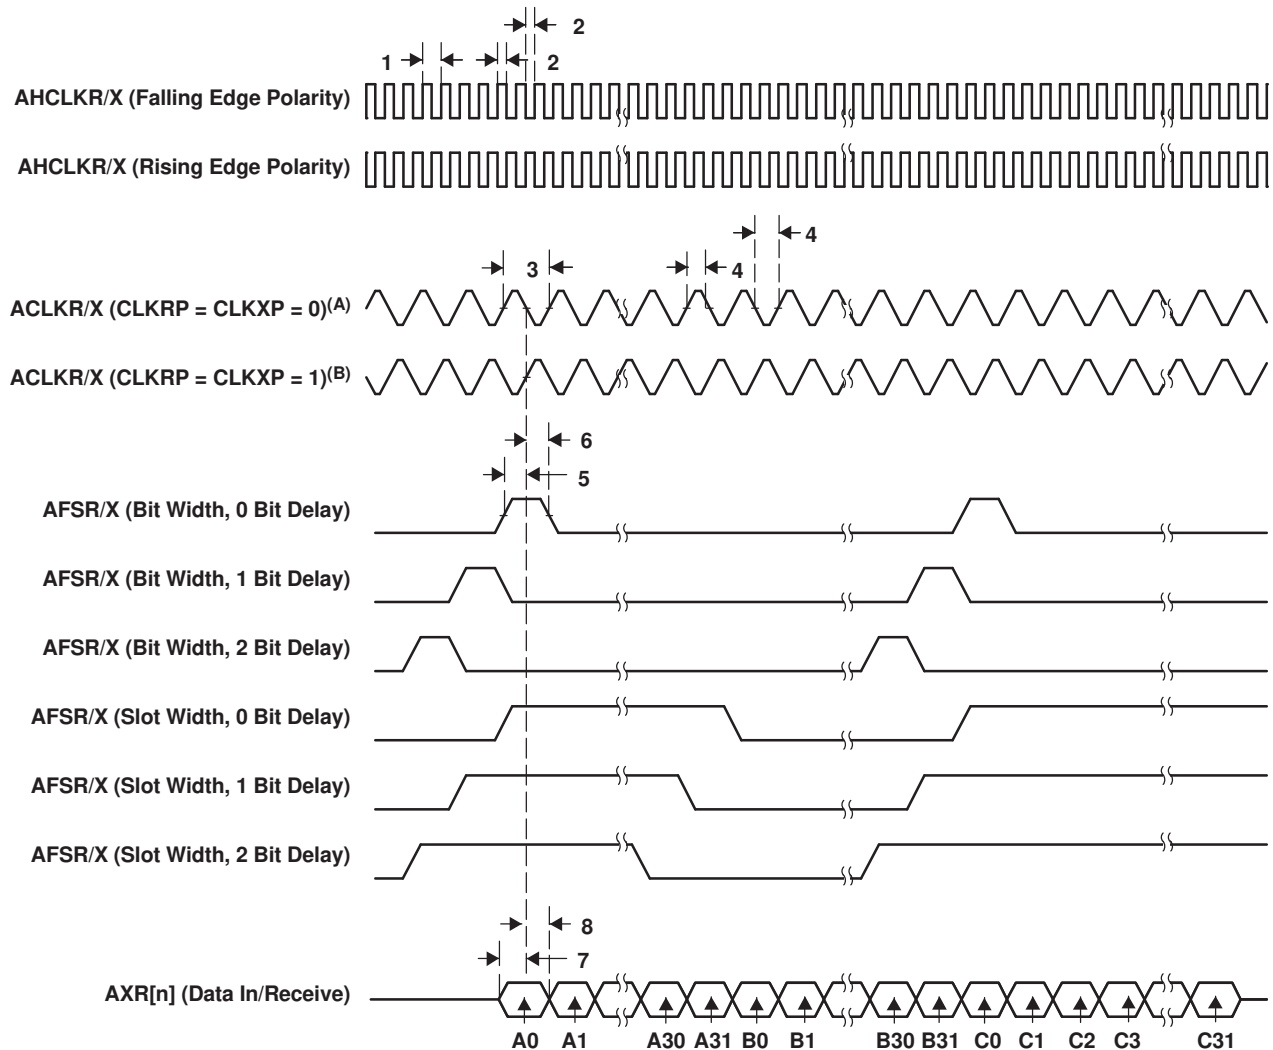 2
1
2
AHCLKR/X (Falling Edge Polarity)
AHCLKR/X (Rising Edge Polarity)
4
3
4
ACLKR/X (CLKRP = CLKXP = 0)(A)
ACLKR/X (CLKRP = CLKXP = 1)(B)
6
5
AFSR/X (Bit Width, 0 Bit Delay)
AFSR/X (Bit Width, 1 Bit Delay)
AFSR/X (Bit Width, 2 Bit Delay)
AFSR/X (Slot Width, 0 Bit Delay)
AFSR/X (Slot Width, 1 Bit Delay)
AFSR/X (Slot Width, 2 Bit Delay)
8
7
AXR[n] (Data In/Receive)
A0 A1 A30 A31 B0 B1 B30 B31 C0 C1 C2 C3 C31